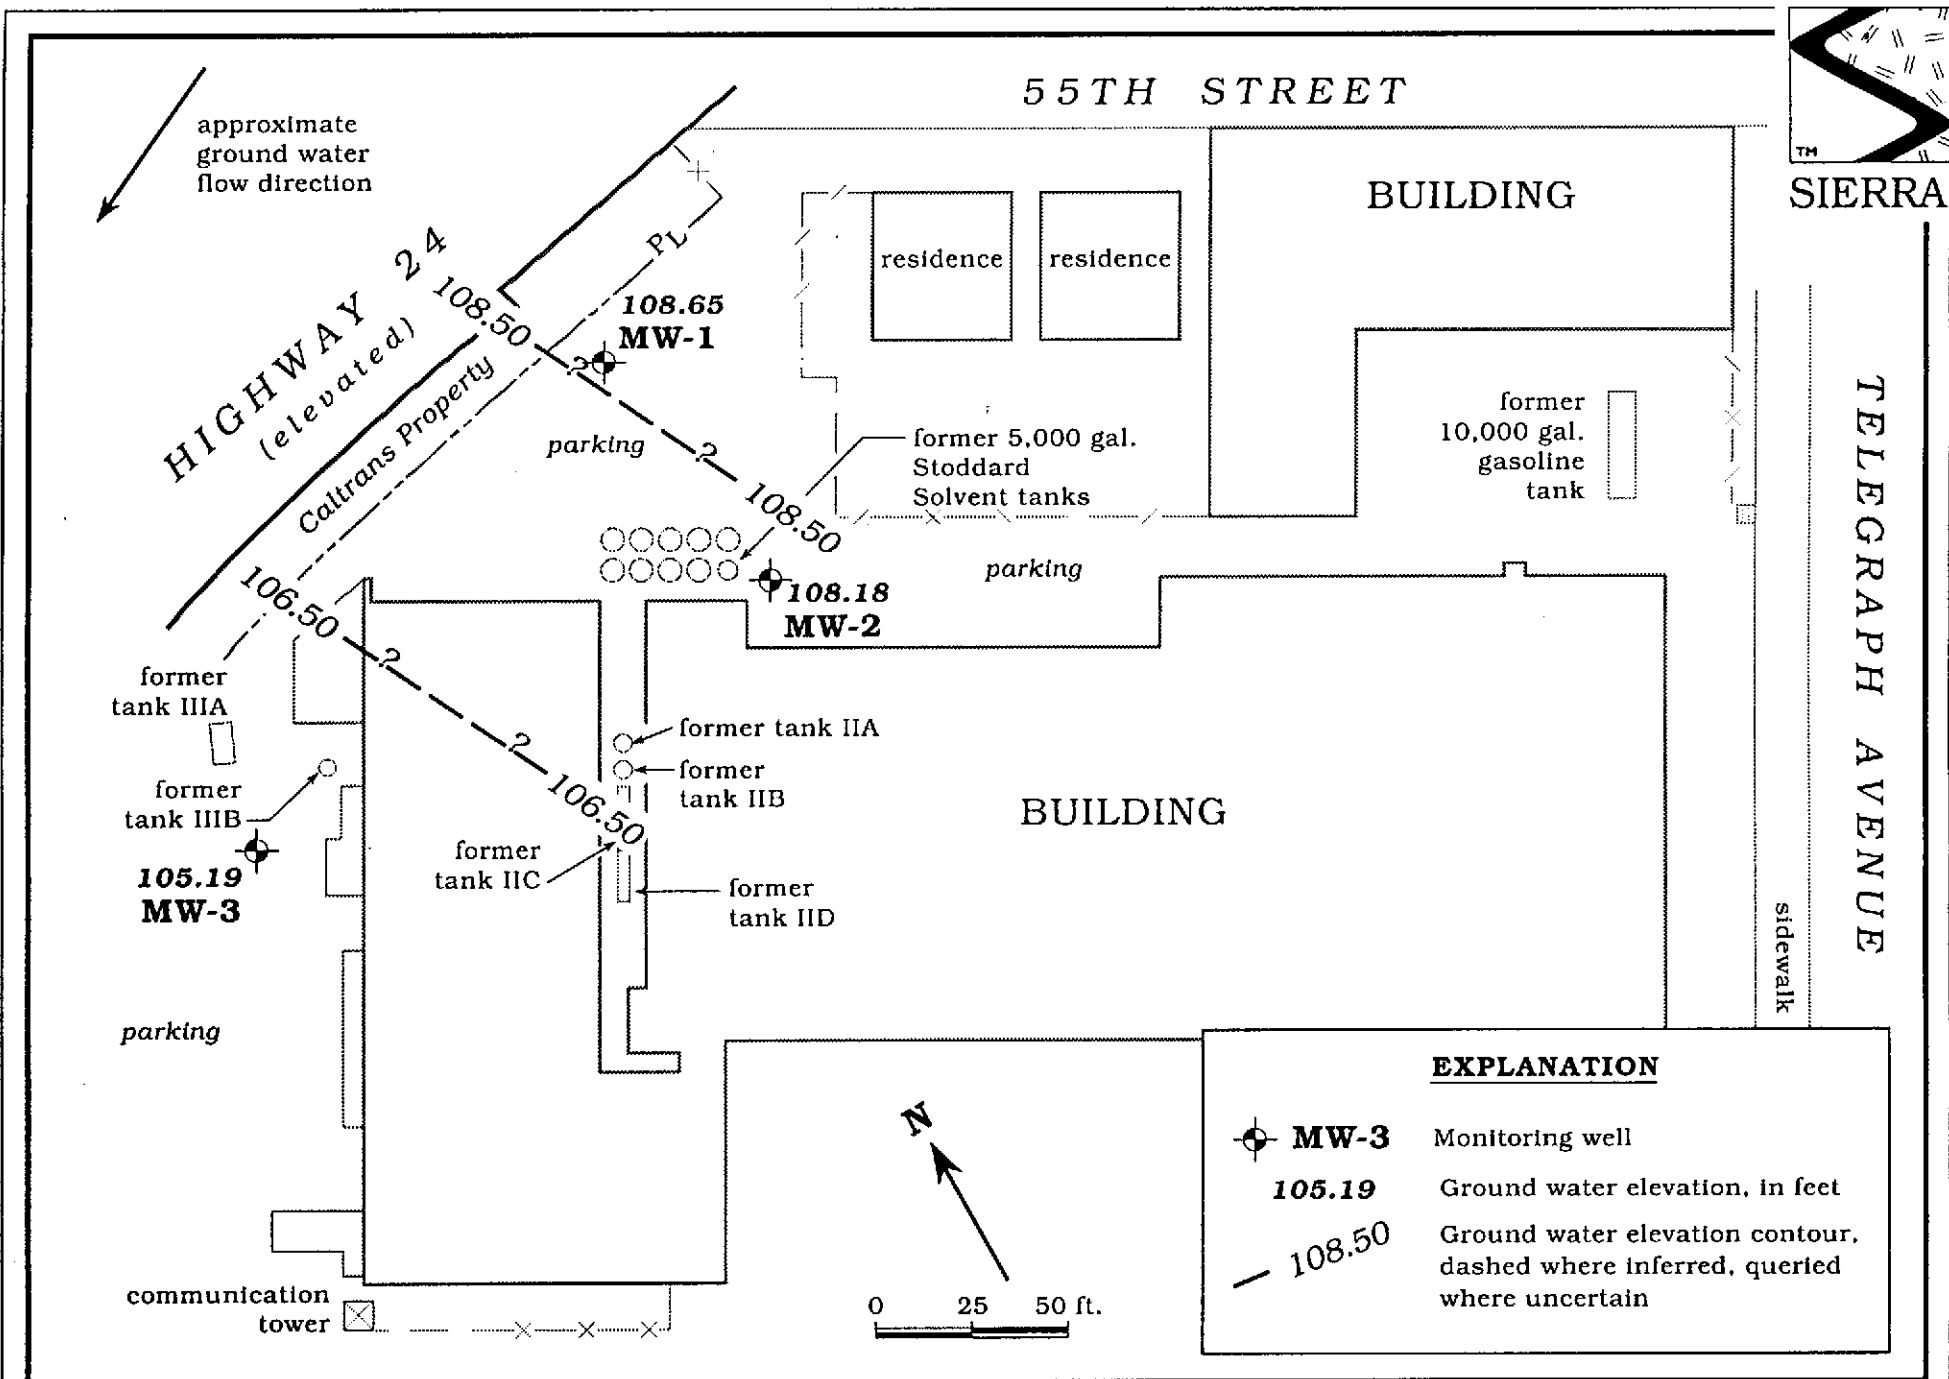 55TH STREET
TM
SIERRA
approximate
ground water
flow direction
HIGHWAY 24
(elevated)
108.50
PL
Caltrans Property
108.65
MW-1
?
residence
residence
BUILDING
parking
?
108.50
former 5,000 gal.
Stoddard
Solvent tanks
former
10,000 gal.
gasoline
tank
TELEGRAPH AVENUE
parking
108.18
MW-2
106.50
?
former
tank IIIA
former
tank IIIB
105.19
MW-3
?
106.50
former tank IIA
former
tank IIB
former
tank IIC
former
tank IID
BUILDING
sidewalk
parking
communication
tower
N
0 25 50 ft.
EXPLANATION
MW-3 Monitoring well
105.19 Ground water elevation, in feet
108.50 Ground water elevation contour,
dashed where inferred, queried
where uncertain